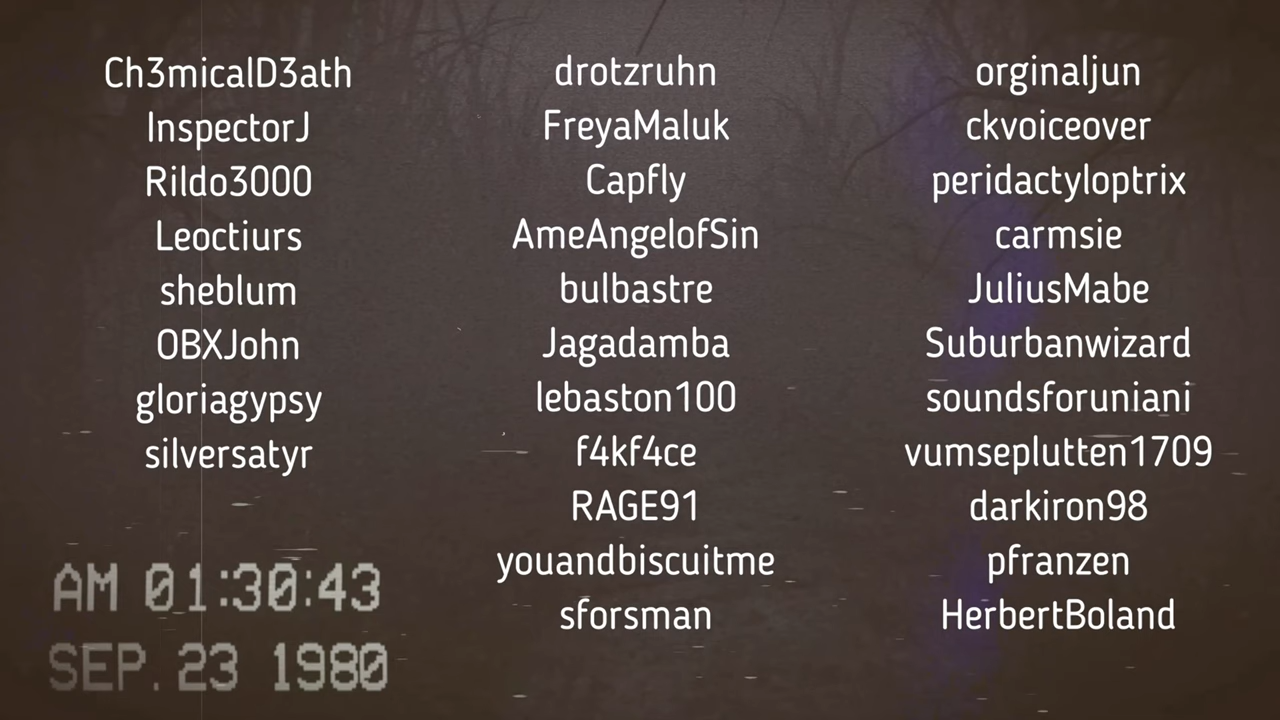 Ch3micalD3ath
InspectorJ
Rildo3000
Leoctiurs
sheblum
OBXJohn
gloriagypsy
silversatyr
drotzruhn
FreyaMaluk
Capfly
AmeAngelofSin
bulbastre
Jagadamba
lebaston100
f4kf4ce
RAGE91
youandbiscuitme
sforsman
orginaljun
ckvoiceover
peridactyloptrix
carmsie
JuliusMabe
Suburbanwizard
soundsforuniani
vumseplutten1709
darkiron98
pfranzen
HerbertBoland
AM 01:30:43
SEP. 23 1980